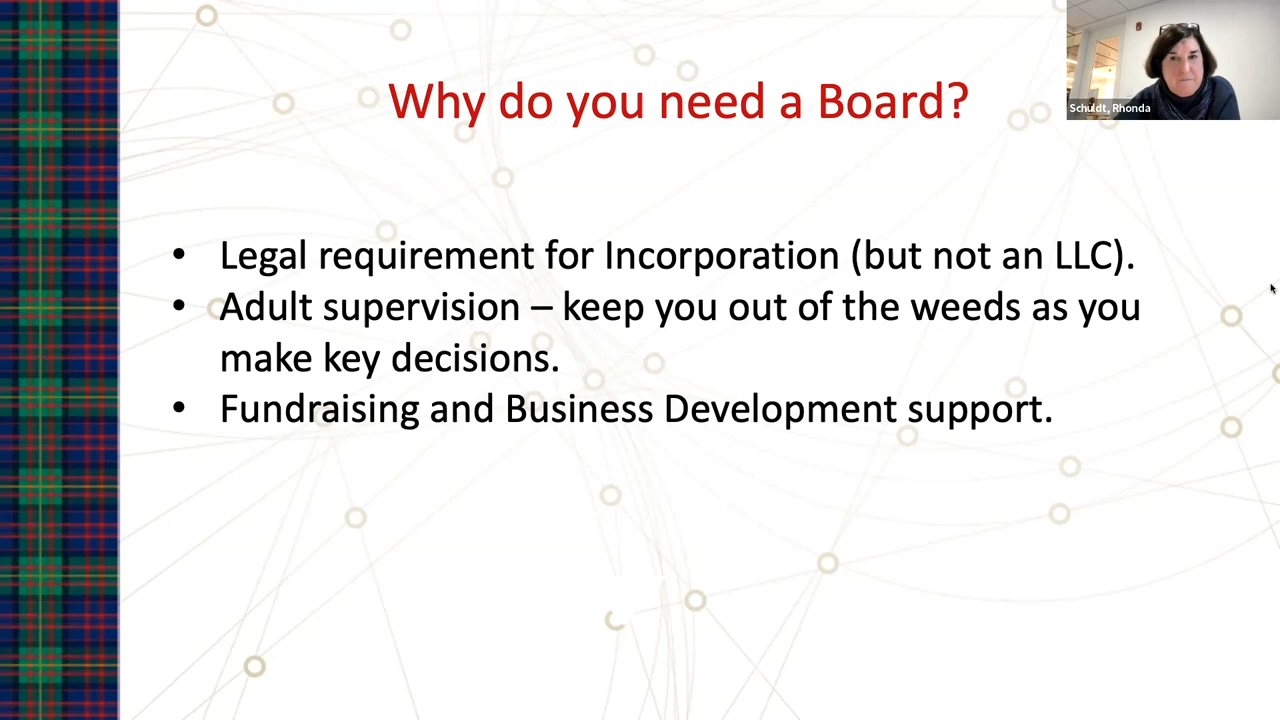 Why do you need a Board?
Schuldt, Rhonda
• Legal requirement for Incorporation (but not an LLC).
• Adult supervision – keep you out of the weeds as you
make key decisions.
• Fundraising and Business Development support.